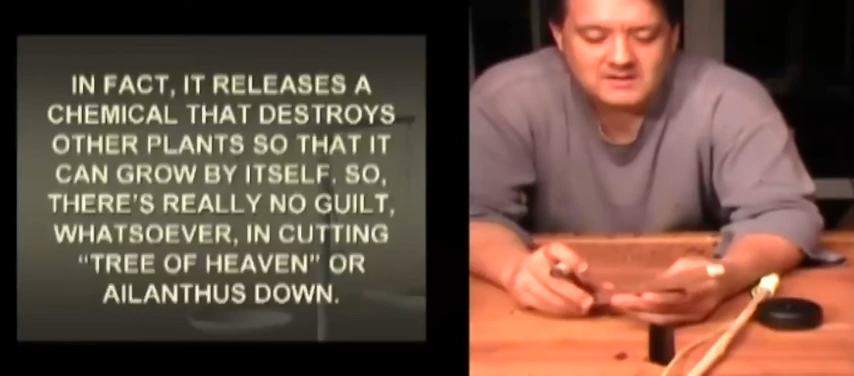 IN FACT, IT RELEASES A
CHEMICAL THAT DESTROYS
OTHER PLANTS SO THAT IT
CAN GROW BY ITSELF. SO,
THERE'S REALLY NO GUILT,
WHATSOEVER, IN CUTTING
“TREE OF HEAVEN” OR
AILANTHUS DOWN.